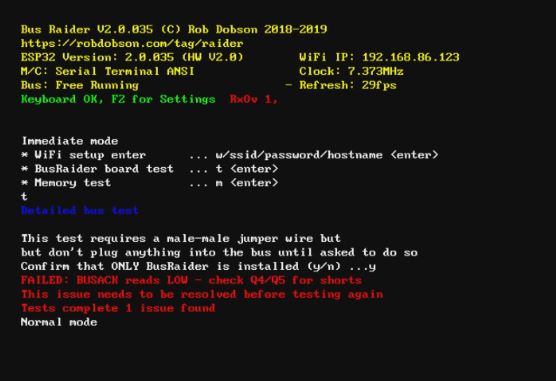 Bus Raider V2.0.035 (C) Rob Dobson 2018-2019
https://robdobson.com/tag/raider
ESP32 Version: 2.0.035 (HW V2.0) WiFi IP: 192.168.86.123
M/C: Serial Terminal ANSI Clock: 7.373MHz
Bus: Free Running - Refresh: 29fps
Keyboard OK, F2 for Settings RxOv 1,
Immediate mode
* WiFi setup enter ... w/ssid/password/hostname <enter>
* BusRaider board test ... t <enter>
* Memory test ... m <enter>
t
Detailed bus test
This test requires a male-male jumper wire but
but don't plug anything into the bus until asked to do so
Confirm that ONLY BusRaider is installed (y/n) ...y
FAILED: BUSACK reads LOW - check Q4/Q5 for shorts
This issue needs to be resolved before testing again
Tests complete 1 issue found
Normal mode